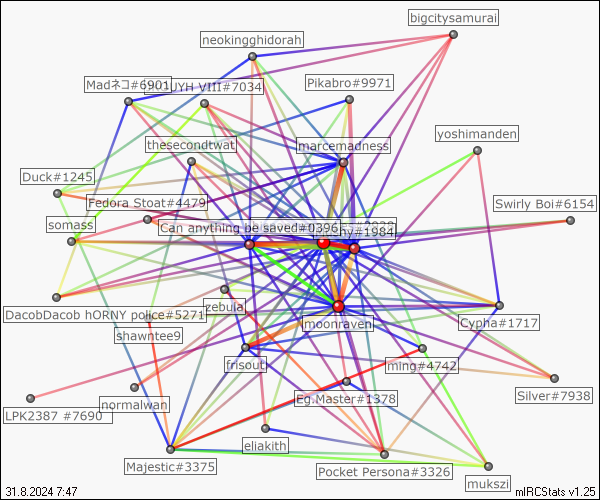 bigcitysamurai
neokingghidorah
Madネコ#6901
UYH VIII#7034
Pikabro#9971
yoshimanden
thesecondtwat
marcemadness
Duck#1245
Fedora Stoat#4479
Swirly Boi#6154
somass
Can anything be saved#0396
#1984
zebula
DacobDacob hORNY police#5271
moonraven
Cypha#1717
shawntee9
frisout
ming#4742
LPK2387 #7690
normalwan
Eg.Master#1378
Silver#7938
eliakith
Majestic#3375
Pocket Persona#3326
mukszi
31.8.2024 7:47
mIRCStats v1.25